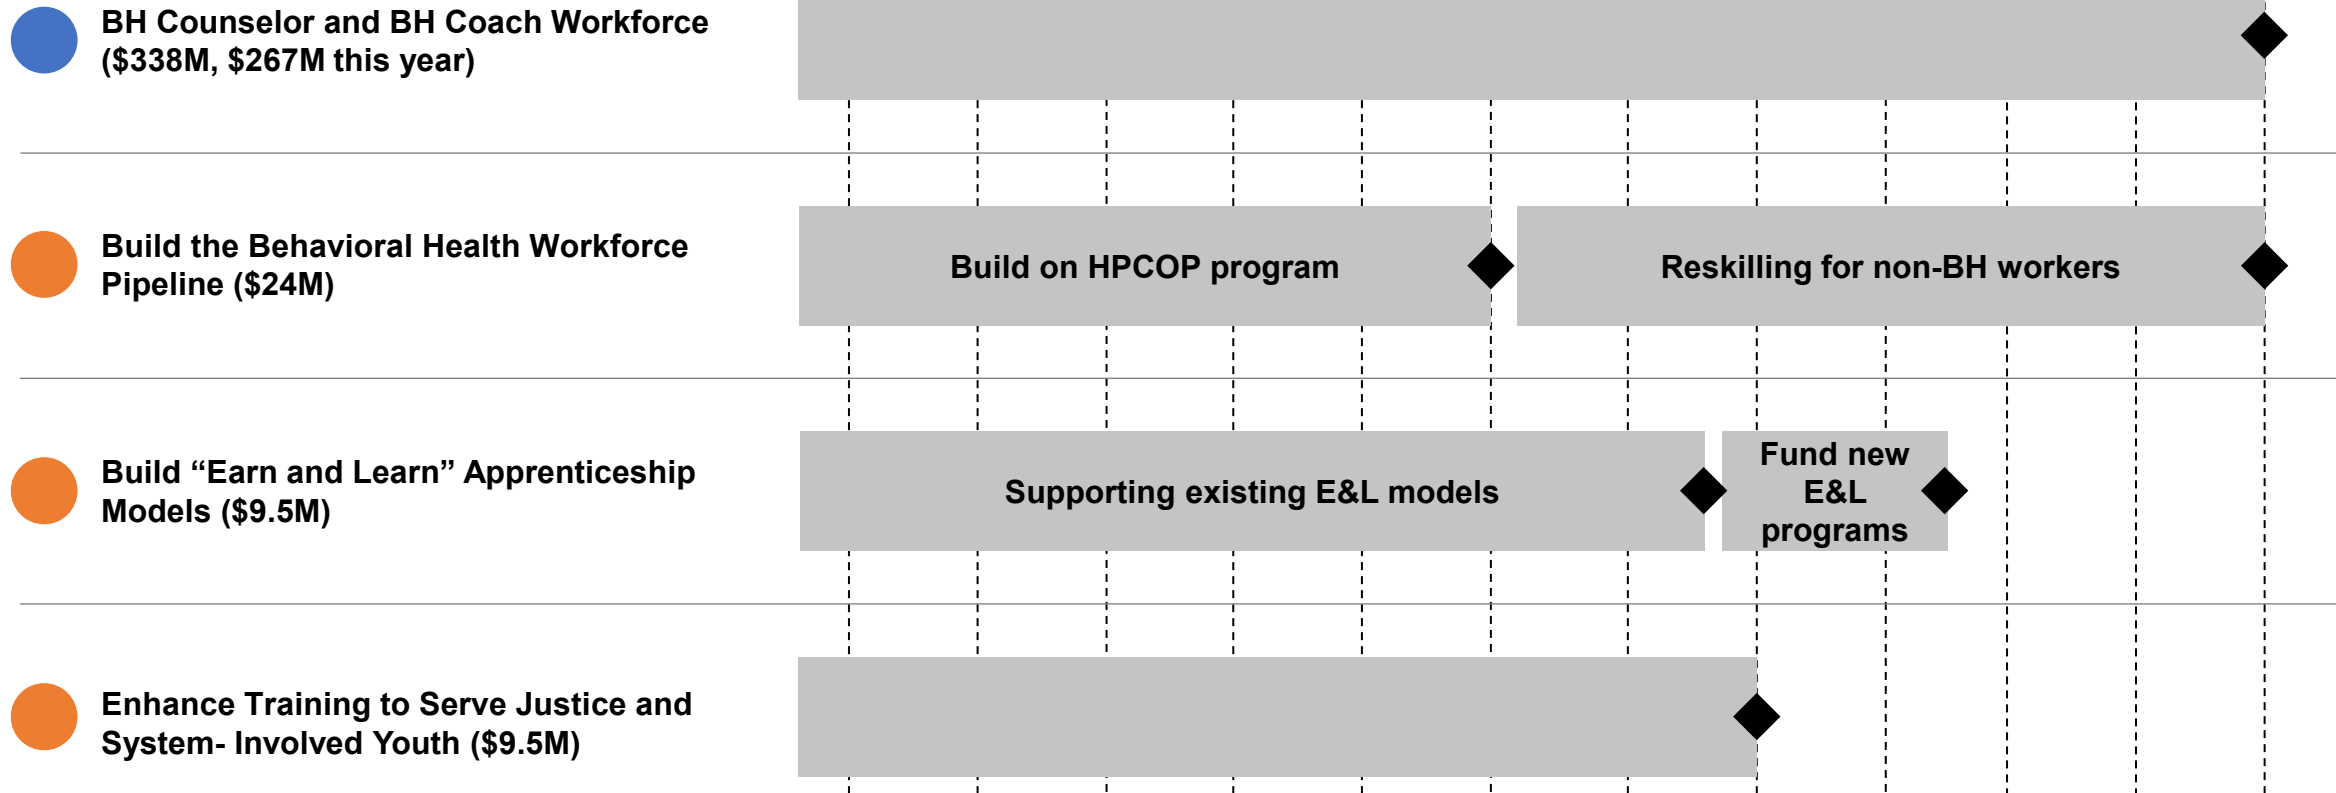 BH Counselor and BH Coach Workforce
($338M, $267M this year)
Build the Behavioral Health Workforce
Pipeline ($24M)
Build on HPCOP program
Reskilling for non-BH workers
Build “Earn and Learn” Apprenticeship
Models ($9.5M)
Supporting existing E&L models
Fund new
E&L
programs
Enhance Training to Serve Justice and
System- Involved Youth ($9.5M)